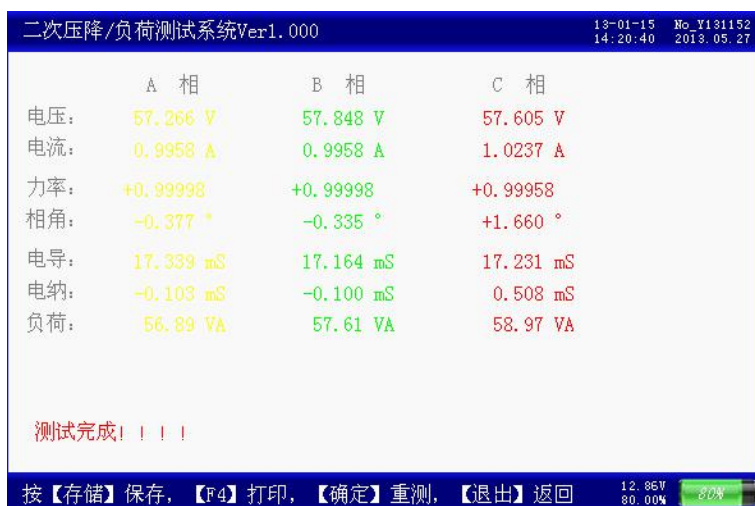 二次压降/负荷测试系统Ver1.000
13-01-15 No_Y131152
14:20:40 2013.05.27
A 相 B 相 C 相
电压: 57.266 V 57.848 V 57.605 V
电流: 0.9958 A 0.9958 A 1.0237 A
力率: +0.99998 +0.99998 +0.99958
相角: -0.377 ° -0.335 ° +1.660 °
电导: 17.339 mS 17.164 mS 17.231 mS
电纳: -0.103 mS -0.100 mS 0.508 mS
负荷: 56.89 VA 57.61 VA 58.97 VA
测试完成! ! ! !
按【存储】保存, 【F4】打印, 【确定】重测, 【退出】返回
12.86V
80.00%
80%